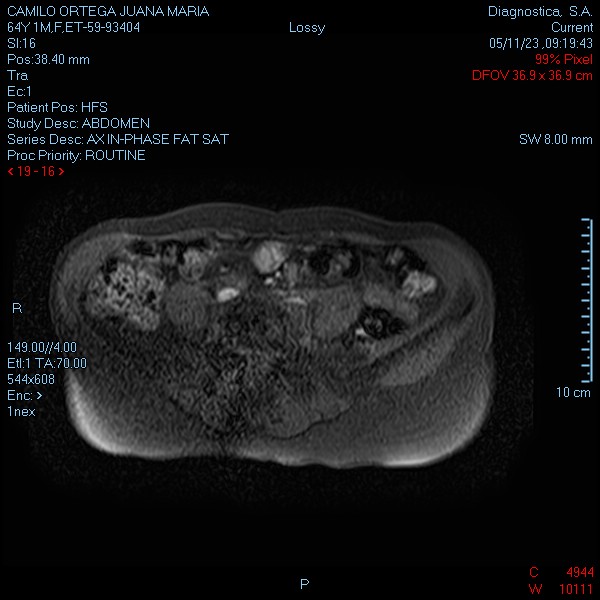 CAMILO ORTEGA JUANA MARIA
64Y 1M,F,ET-59-93404
SI:16
Pos:38.40 mm
Tra
Ec:1
Patient Pos: HFS
Study Desc: ABDOMEN
Series Desc: AX IN-PHASE FAT SAT
Proc Priority: ROUTINE
< 19 - 16 >
Lossy
Diagnostica, S.A.
Current
05/11/23 ,09:19:43
99% Pixel
DFOV 36.9 x 36.9 cm
SW 8.00 mm
R
149.00//4.00
Etl:1 TA:70.00
544x608
Enc: >
1nex
10 cm
P
C 4944
W 10111